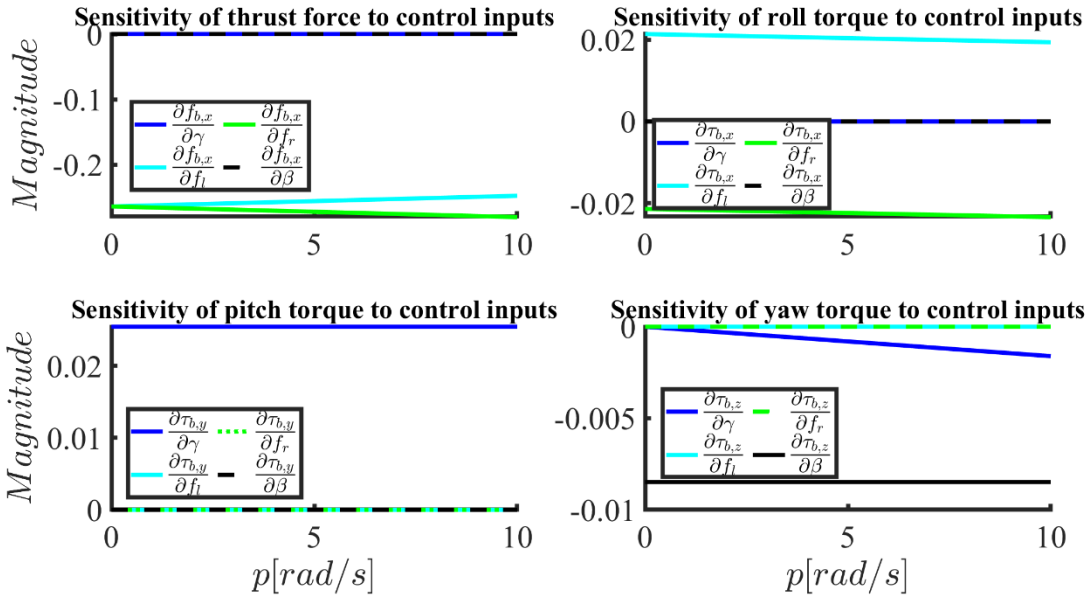 Sensitivity of thrust force to control inputs
Magnitude
0
-0.1
-0.2
∂f_{b,x}/∂γ ∂f_{b,x}/∂f_r
∂f_{b,x}/∂f_l ∂f_{b,x}/∂β
0 5 10
Sensitivity of roll torque to control inputs
0.02
0
-0.02
∂τ_{b,x}/∂γ ∂τ_{b,x}/∂f_r
∂τ_{b,x}/∂f_l ∂τ_{b,x}/∂β
0 5 10
Sensitivity of pitch torque to control inputs
Magnitude
0.02
0.01
0
∂τ_{b,y}/∂γ ∂τ_{b,y}/∂f_r
∂τ_{b,y}/∂f_l ∂τ_{b,y}/∂β
0 5 10
p[rad/s]
Sensitivity of yaw torque to control inputs
0
-0.005
-0.01
∂τ_{b,z}/∂γ ∂τ_{b,z}/∂f_r
∂τ_{b,z}/∂f_l ∂τ_{b,z}/∂β
0 5 10
p[rad/s]